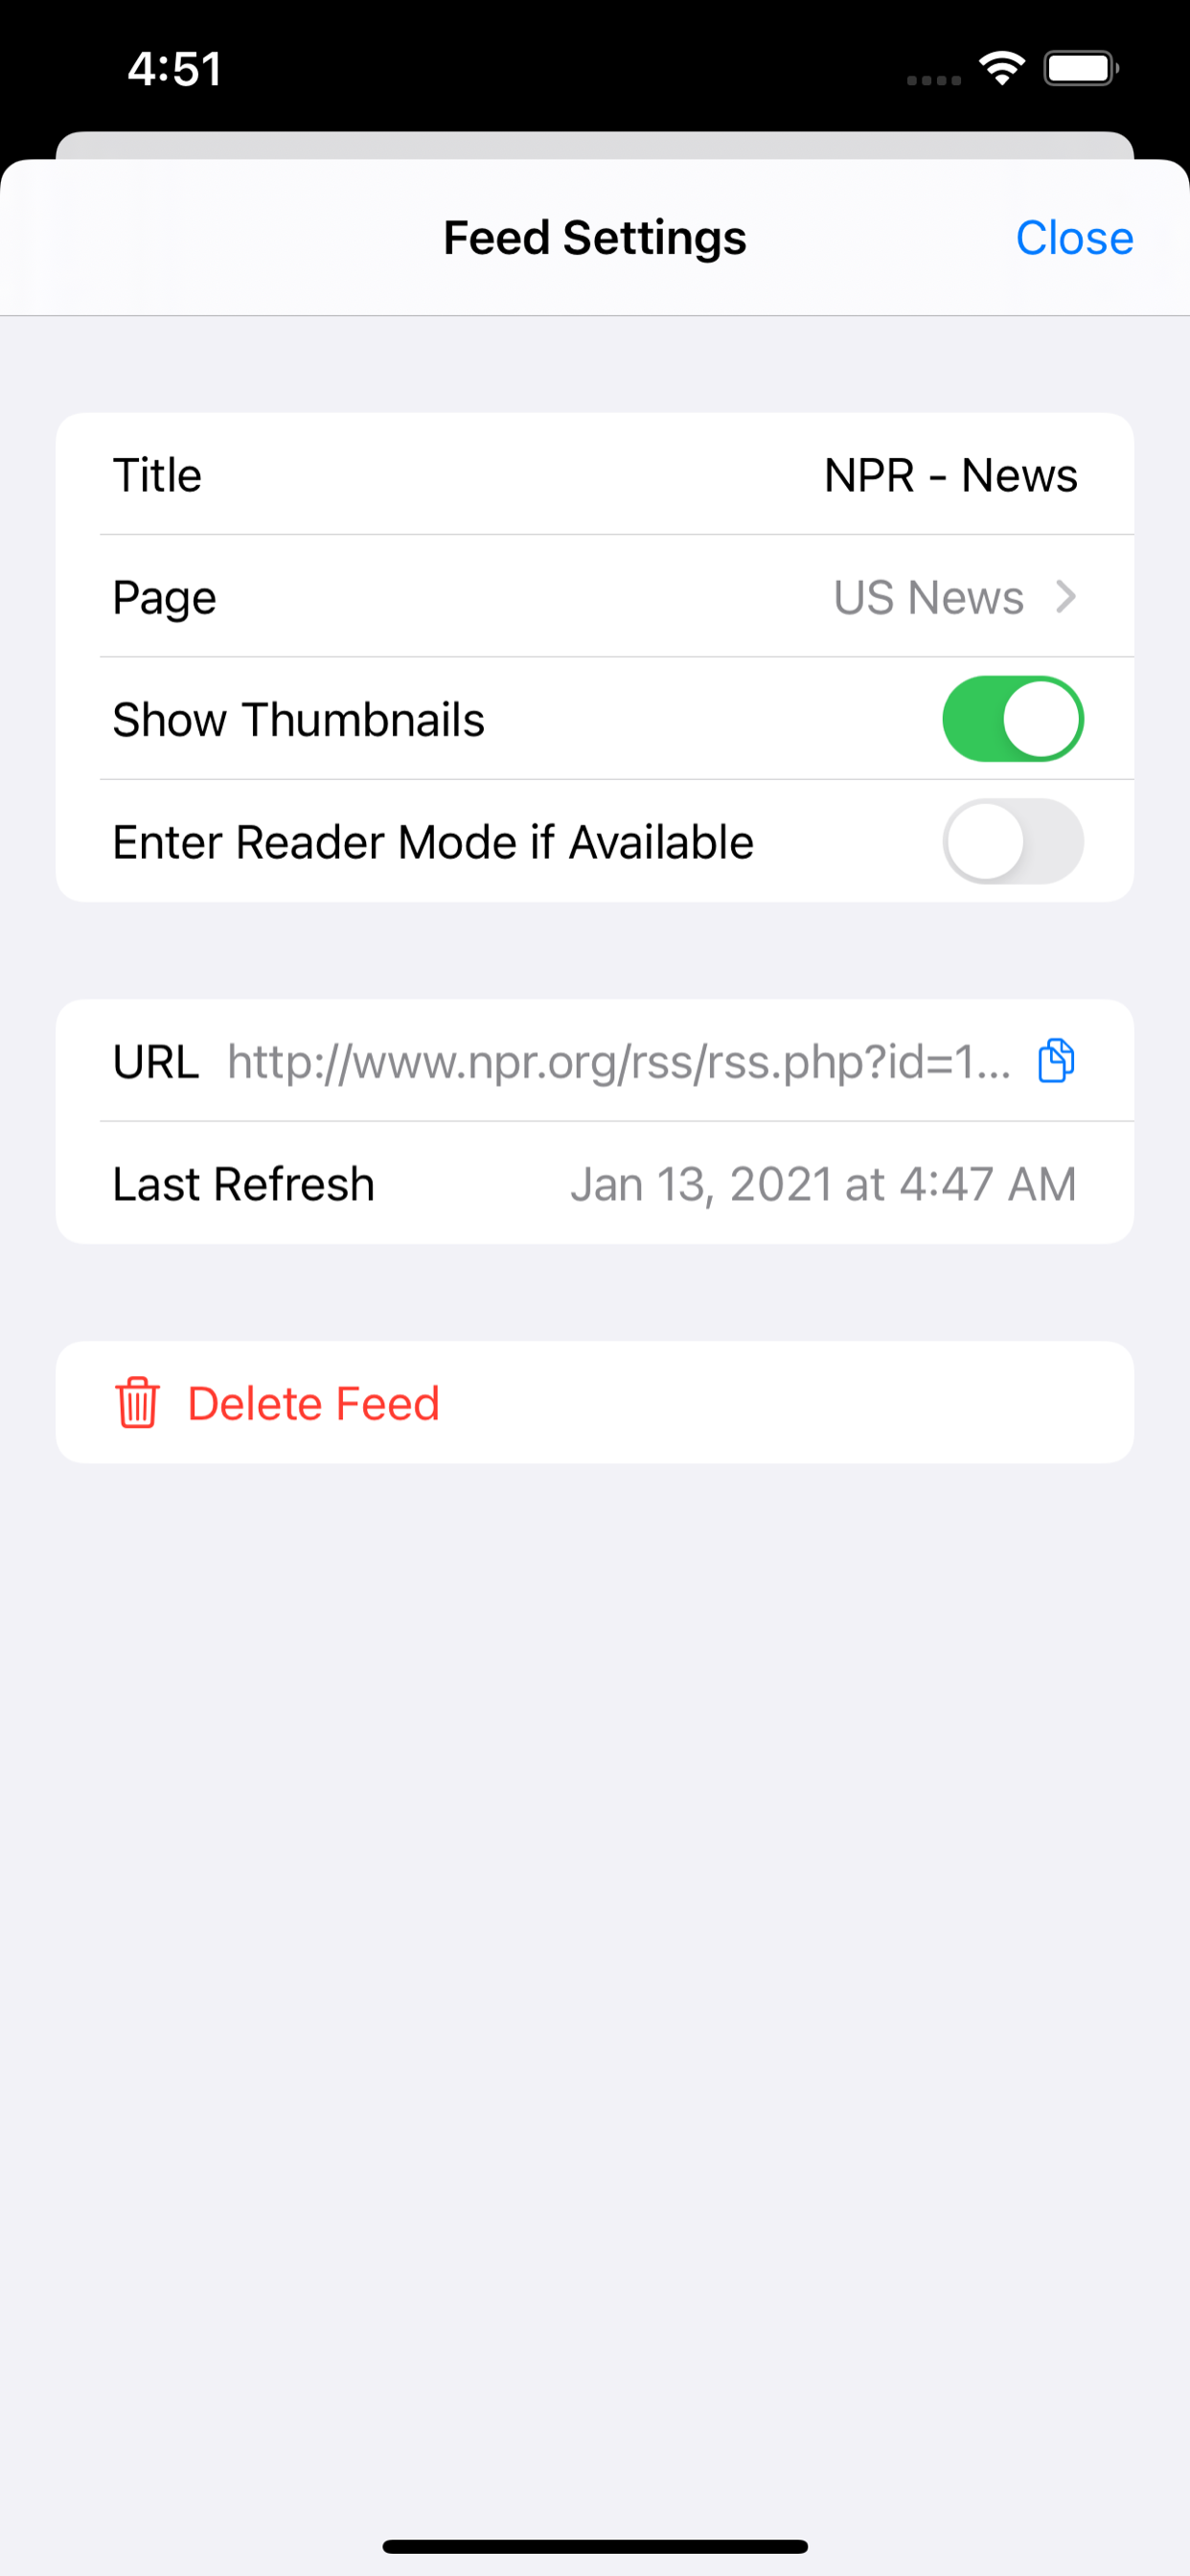 4:51
Feed Settings Close
Title NPR - News
Page US News
Show Thumbnails
Enter Reader Mode if Available
URL http://www.npr.org/rss/rss.php?id=1...
Last Refresh Jan 13, 2021 at 4:47 AM
Delete Feed